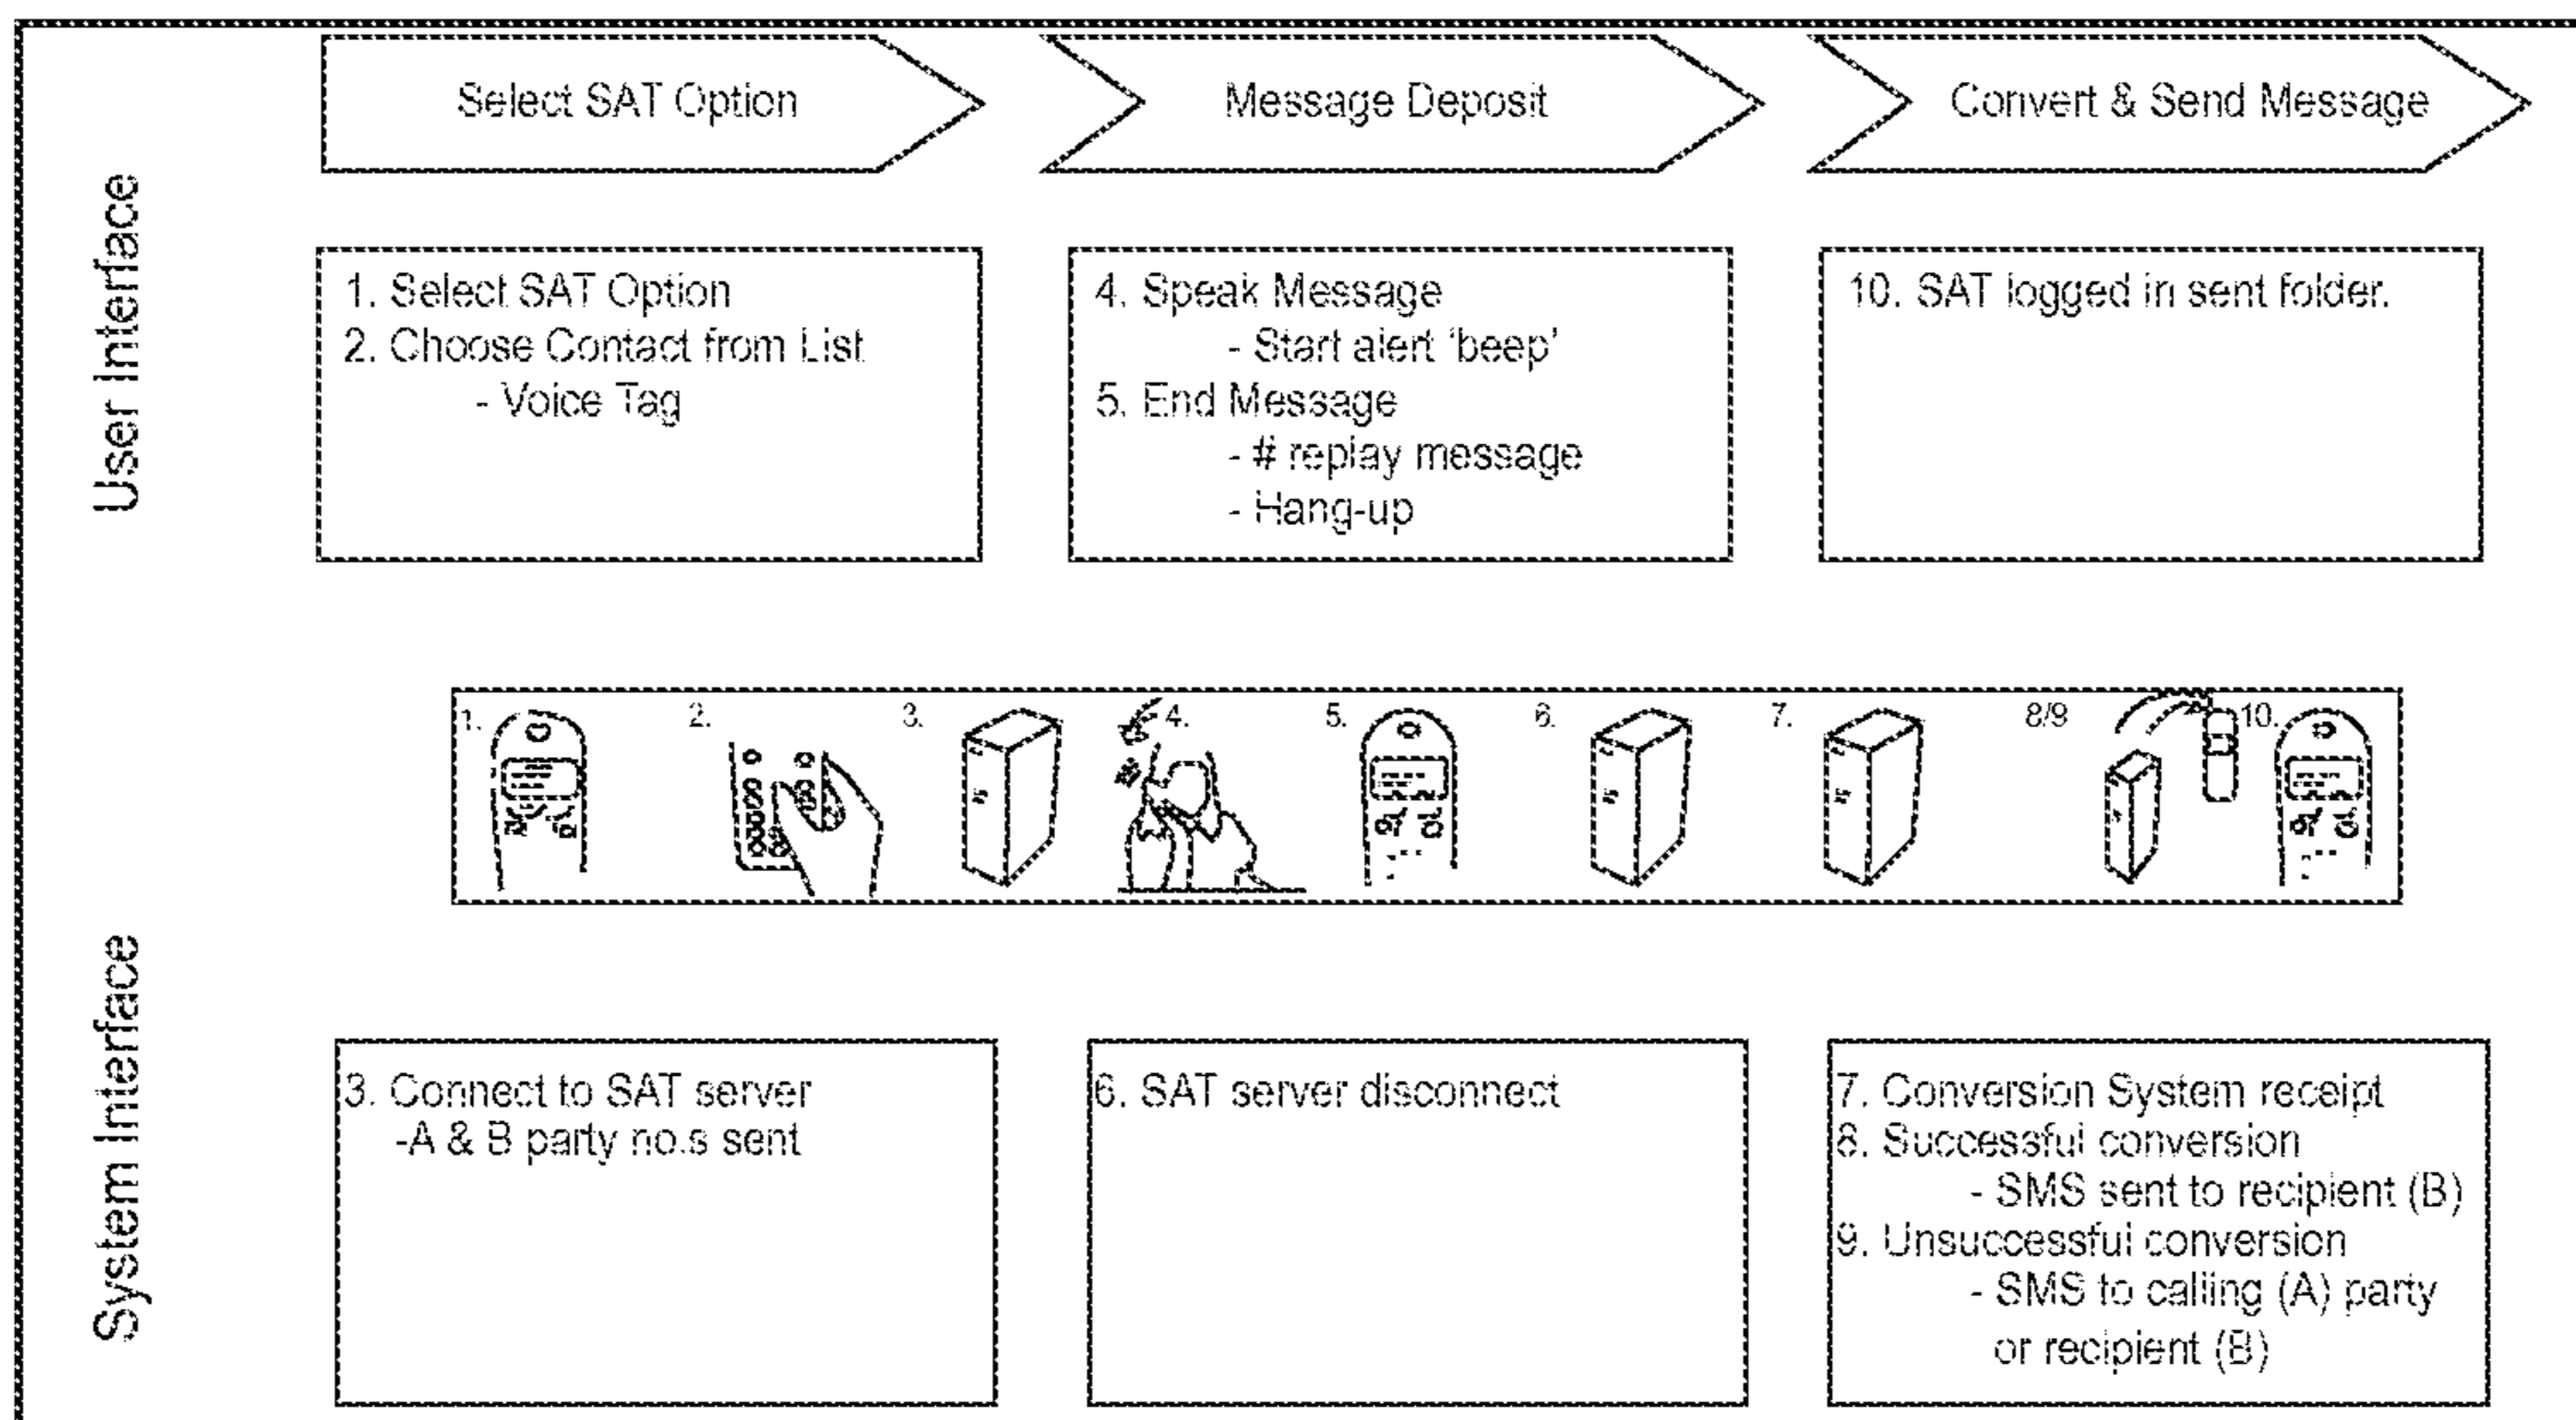 Select SAT Option
Message Deposit
Convert & Send Message
User Interface
1. Select SAT Option
2. Choose Contact from List
- Voice Tag
4. Speak Message
- Start alert ‘beep’
5. End Message
- # replay message
- Hang-up
10. SAT logged in sent folder.
1.
2.
3.
4.
5.
6.
7.
8/9
10.
System Interface
3. Connect to SAT server
-A & B party no.s sent
6. SAT server disconnect
7. Conversion System receipt
8. Successful conversion
- SMS sent to recipient (B)
9. Unsuccessful conversion
- SMS to calling (A) party
or recipient (B)